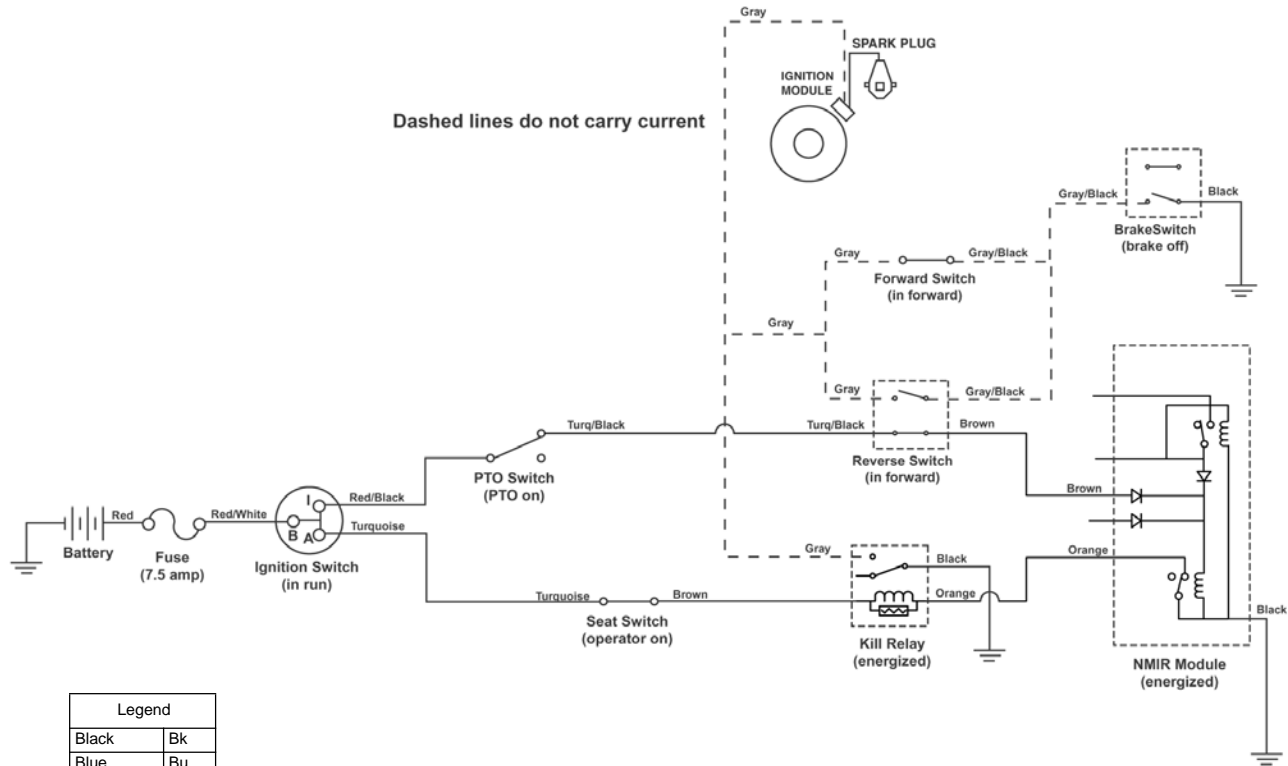 Gray
SPARK PLUG
IGNITION
MODULE
Dashed lines do not carry current
Gray/Black
Black
BrakeSwitch
(brake off)
Gray
Gray/Black
Forward Switch
(in forward)
Gray
Gray
Gray/Black
Turq/Black
Turq/Black
Brown
Reverse Switch
(in forward)
PTO Switch
(PTO on)
Brown
Red/Black
I
B
A
Turquoise
Red
Red/White
Battery
Fuse
(7.5 amp)
Ignition Switch
(in run)
Gray
Black
Orange
Turquoise
Brown
Orange
Seat Switch
(operator on)
Kill Relay
(energized)
Black
NMIR Module
(energized)
Legend
Black Bk
Blue Bu